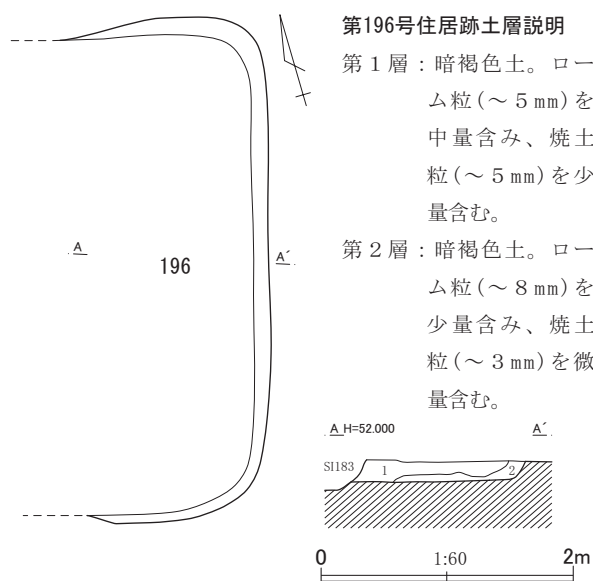 第196号住居跡土層説明
第１層：暗褐色土。ロー
ム粒(～５㎜)を
中量含み、焼土
粒(～５㎜)を少
量含む。
第２層：暗褐色土。ロー
ム粒(～８㎜)を
少量含み、焼土
粒(～３㎜)を微
量含む。
A
196
A´
A H=52.000
A´
SI183
1
2
0
1:60
2m